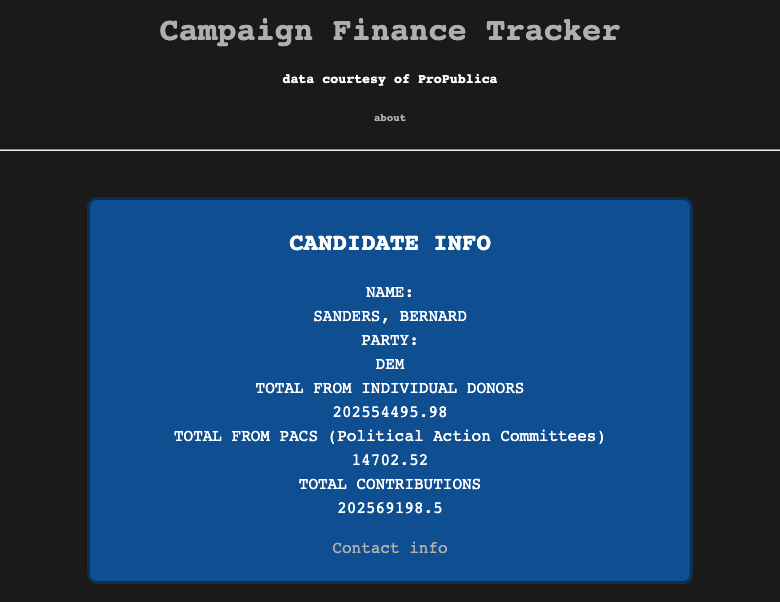 Campaign Finance Tracker
data courtesy of ProPublica
about
CANDIDATE INFO
NAME:
SANDERS, BERNARD
PARTY:
DEM
TOTAL FROM INDIVIDUAL DONORS
202554495.98
TOTAL FROM PACS (Political Action Committees)
14702.52
TOTAL CONTRIBUTIONS
202569198.5
Contact info